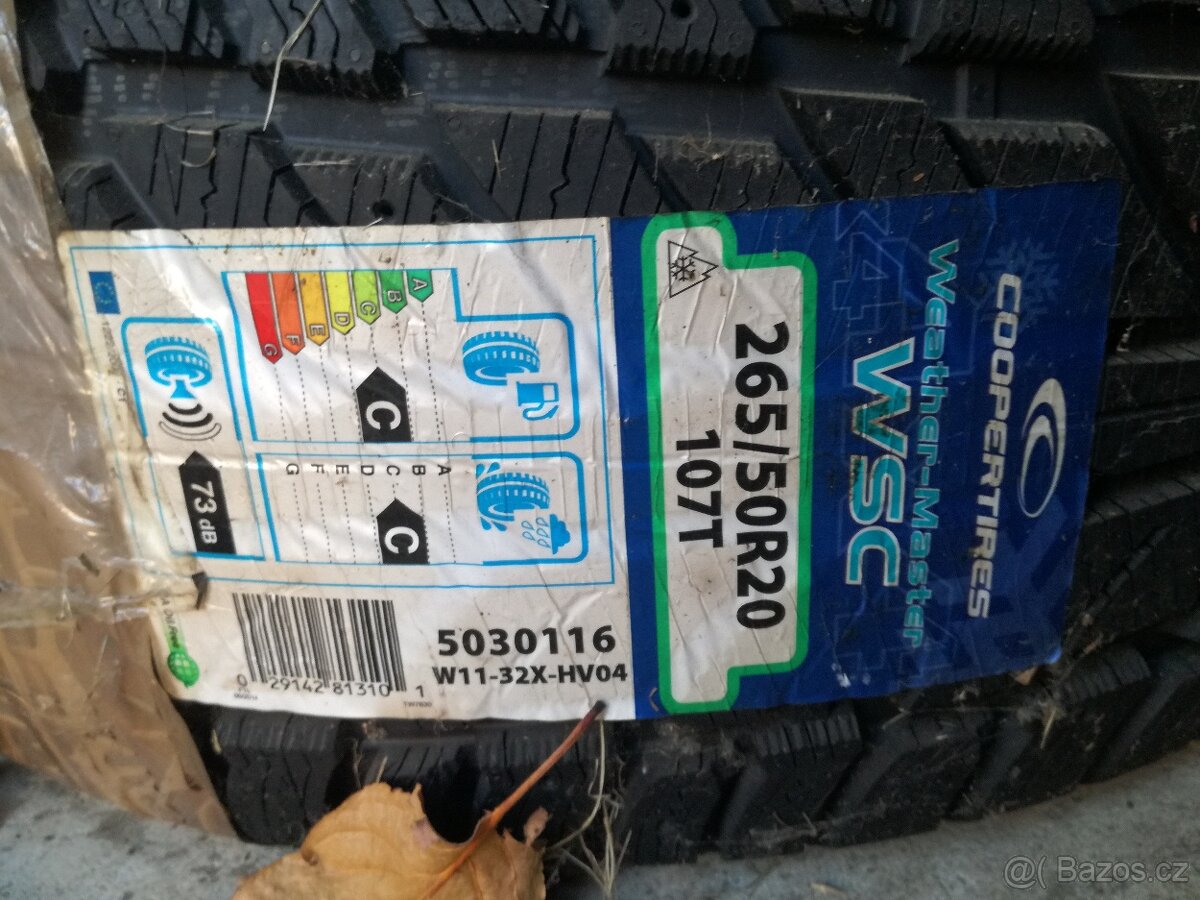 COOPERTIRES
Weather-Master
WSC
265/50R20
107T
A
B
C
D
E
F
G
C
A
B
C
D
E
F
G
C
73 dB
5030116
W11-32X-HV04
0 29142 81310 1
@( Bazos.cz